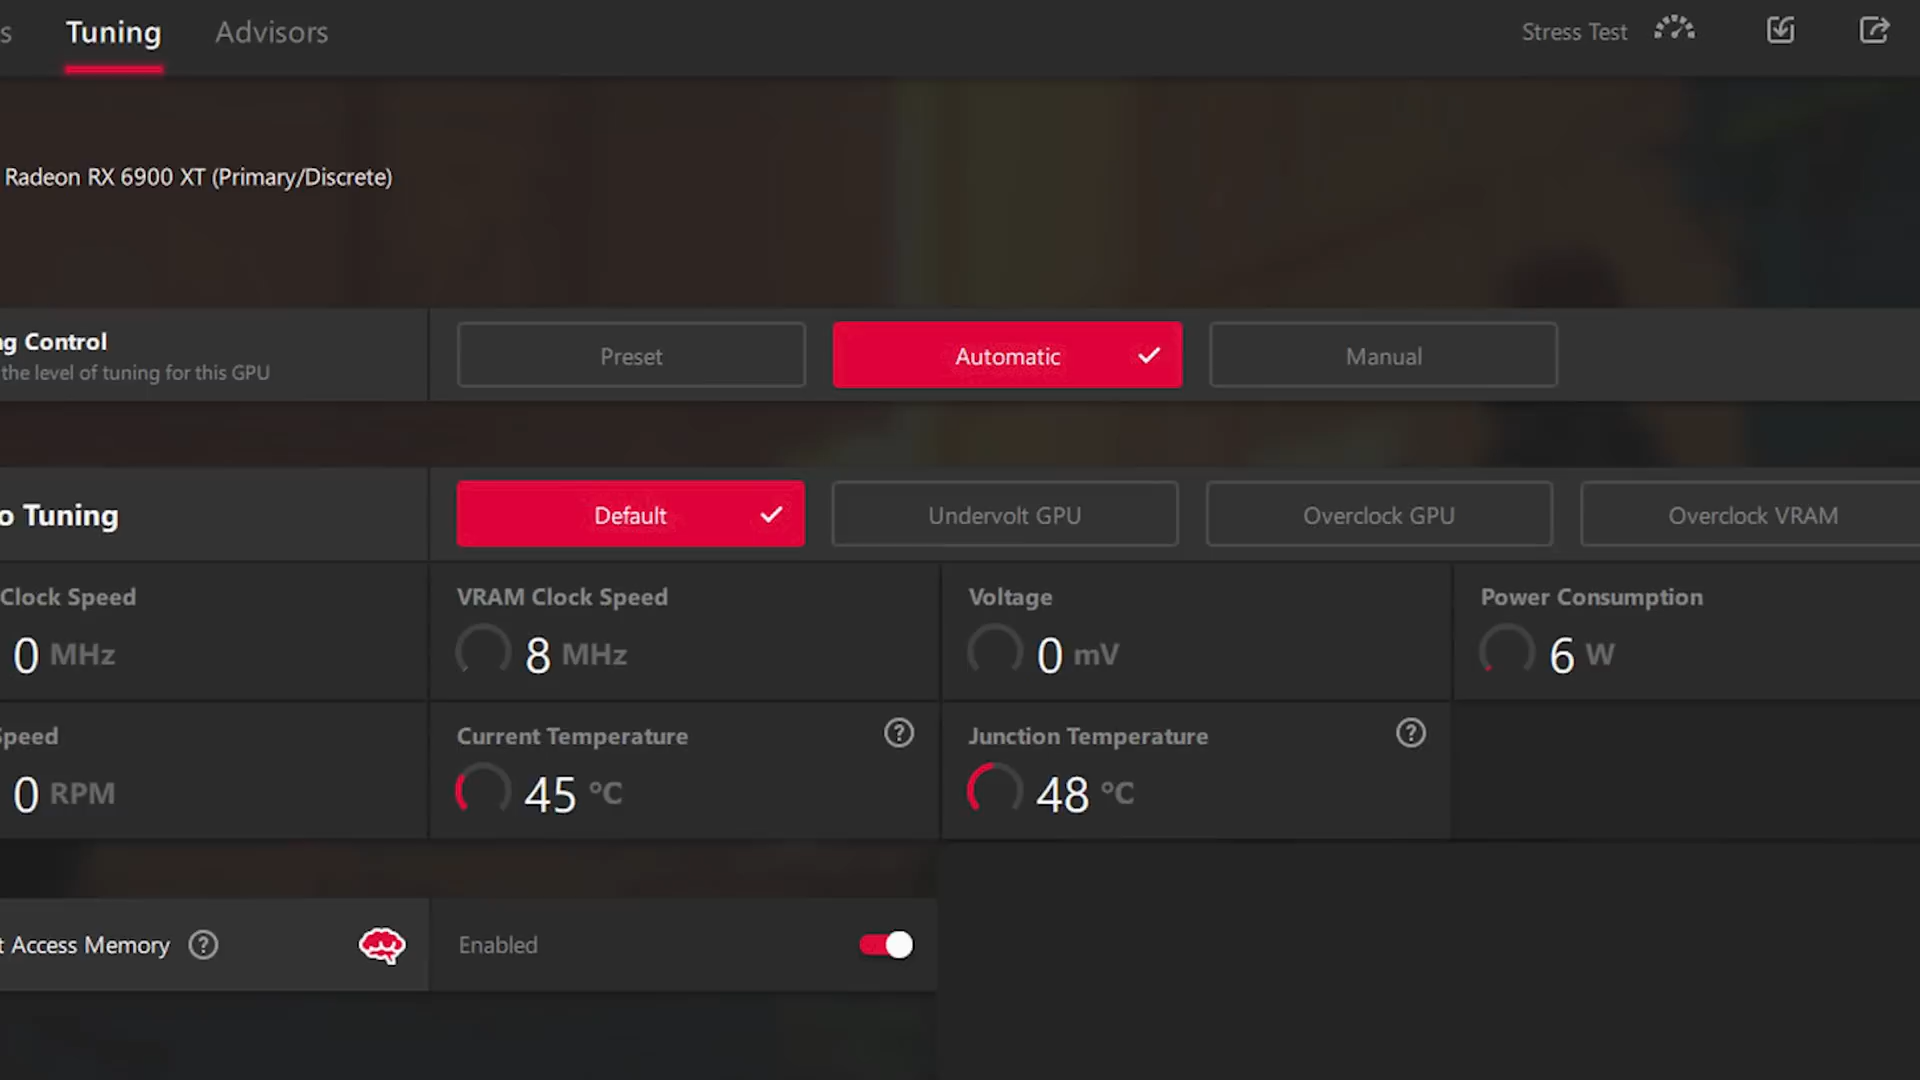 s Tuning Advisors Stress Test
Radeon RX 6900 XT (Primary/Discrete)
ng Control
the level of tuning for this GPU
Preset Automatic Manual
o Tuning
Default Undervolt GPU Overclock GPU Overclock VRAM
Clock Speed
0 MHz
VRAM Clock Speed
8 MHz
Voltage
0 mV
Power Consumption
6 W
Speed
0 RPM
Current Temperature
45 °C
Junction Temperature
48 °C
t Access Memory
Enabled